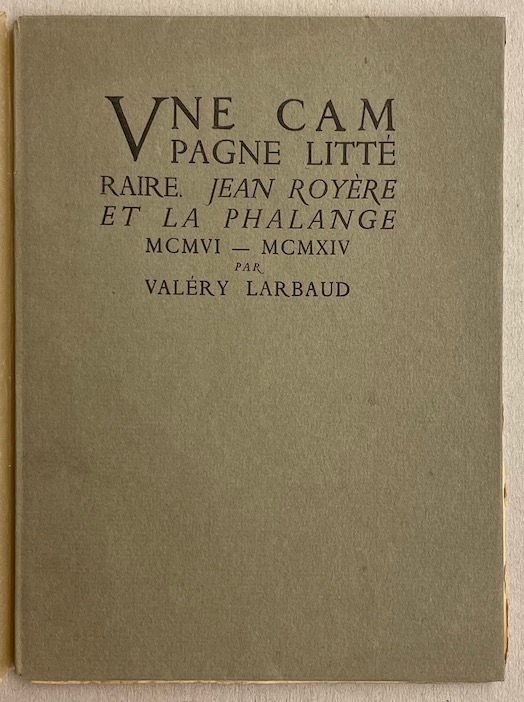 VNE CAM
PAGNE LITTÉ
RAIRE. JEAN ROYÈRE
ET LA PHALANGE
MCMVI — MCMXIV
PAR
VALÉRY LARBAUD